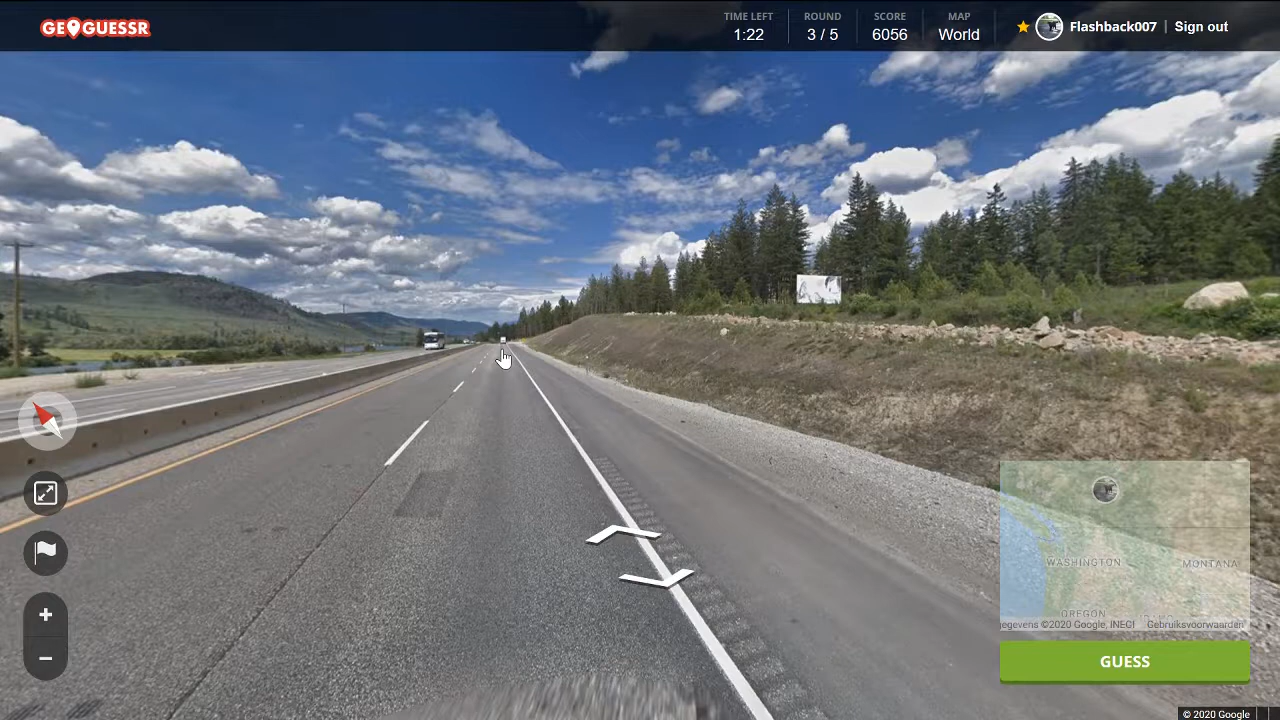 GEOGUESSR
TIME LEFT
1:22
ROUND
3 / 5
SCORE
6056
MAP
World
Flashback007 | Sign out
WASHINGTON
MONTANA
OREGON
©2020 Google, INEGI Gebruiksvoorwaarden
GUESS
© 2020 Google